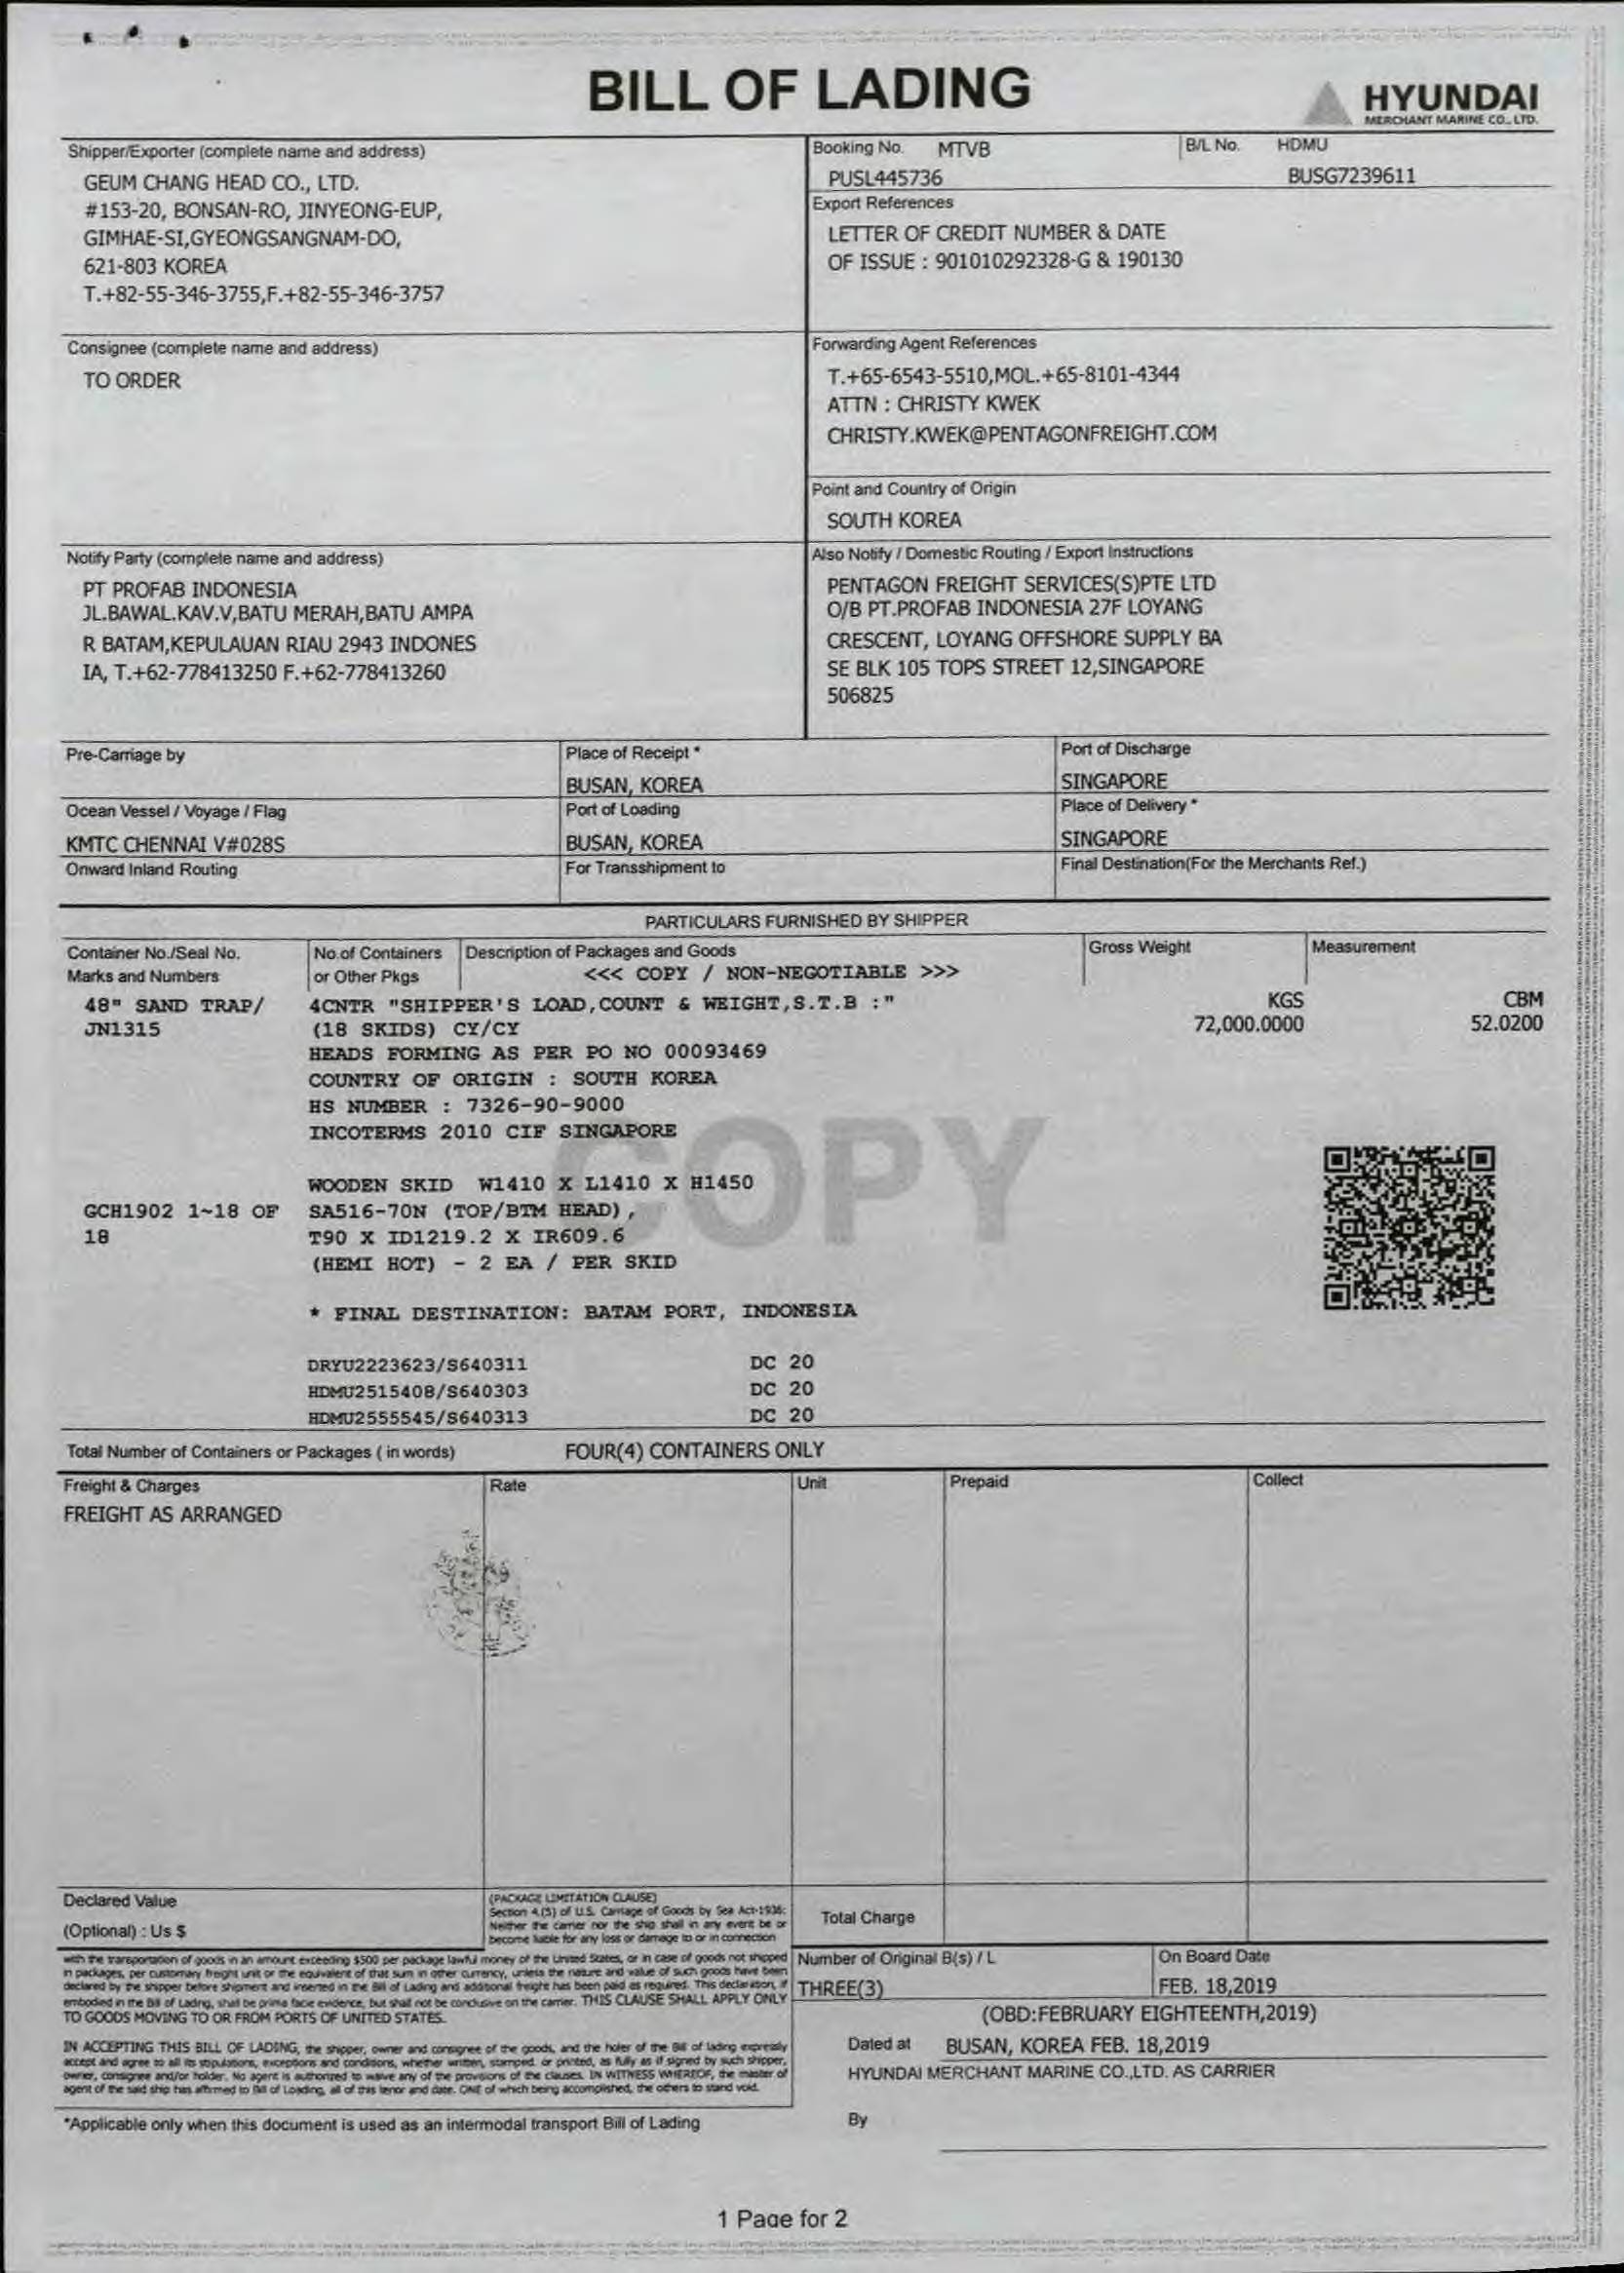 BILL OF LADING
HYUNDAI
MERCHANT MARINE CO., LTD.
Shipper/Exporter (complete name and address)
GEUM CHANG HEAD CO., LTD.
#153-20, BONSAN-RO, JINYEONG-EUP,
GIMHAE-SI,GYEONGSANGNAM-DO,
621-803 KOREA
T.+82-55-346-3755,F.+82-55-346-3757
Booking No. MTVB
PUSL445736
B/L No. HDMU
BUSG7239611
Export References
LETTER OF CREDIT NUMBER & DATE
OF ISSUE : 901010292328-G & 190130
Consignee (complete name and address)
TO ORDER
Forwarding Agent References
T.+65-6543-5510,MOL.+65-8101-4344
ATTN : CHRISTY KWEK
CHRISTY.KWEK@PENTAGONFREIGHT.COM
Point and Country of Origin
SOUTH KOREA
Notify Party (complete name and address)
PT PROFAB INDONESIA
JL.BAWAL.KAV.V,BATU MERAH,BATU AMPA
R BATAM,KEPULAUAN RIAU 2943 INDONES
IA, T.+62-778413250 F.+62-778413260
Also Notify / Domestic Routing / Export Instructions
PENTAGON FREIGHT SERVICES(S)PTE LTD
O/B PT.PROFAB INDONESIA 27F LOYANG
CRESCENT, LOYANG OFFSHORE SUPPLY BA
SE BLK 105 TOPS STREET 12,SINGAPORE
506825
Pre-Carriage by
Place of Receipt *
BUSAN, KOREA
Port of Discharge
SINGAPORE
Ocean Vessel / Voyage / Flag
KMTC CHENNAI V#028S
Port of Loading
BUSAN, KOREA
Place of Delivery *
SINGAPORE
Onward Inland Routing
For Transshipment to
Final Destination(For the Merchants Ref.)
PARTICULARS FURNISHED BY SHIPPER
Container No./Seal No.
Marks and Numbers
No.of Containers
or Other Pkgs
Description of Packages and Goods
<<< COPY / NON-NEGOTIABLE >>>
Gross Weight
Measurement
48" SAND TRAP/ 4CNTR "SHIPPER'S LOAD,COUNT & WEIGHT,S.T.B :" KGS CBM
JN1315 (18 SKIDS) CY/CY 72,000.0000 52.0200
HEADS FORMING AS PER PO NO 00093469
COUNTRY OF ORIGIN : SOUTH KOREA
HS NUMBER : 7326-90-9000
INCOTERMS 2010 CIF SINGAPORE
COPY
WOODEN SKID W1410 X L1410 X H1450
GCH1902 1~18 OF SA516-70N (TOP/BTM HEAD),
18 T90 X ID1219.2 X IR609.6
(HEMI HOT) - 2 EA / PER SKID
* FINAL DESTINATION: BATAM PORT, INDONESIA
DRYU2223623/S640311 DC 20
HDMU2515408/S640303 DC 20
HDMU2555545/S640313 DC 20
Total Number of Containers or Packages ( in words) FOUR(4) CONTAINERS ONLY
Freight & Charges Rate Unit Prepaid Collect
FREIGHT AS ARRANGED
Declared Value
(Optional) : Us $
(PACKAGE LIMITATION CLAUSE)
Section 4.(5) of U.S. Carriage of Goods by Sea Act-1936:
Neither the carrier nor the ship shall in any event be or
become liable for any loss or damage to or in connection
Total Charge
with the transportation of goods in an amount exceeding $500 per package lawful money of the United States, or in case of goods not shipped
in packages, per customary freight unit or the equivalent of that sum in other currency, unless the nature and value of such goods have been
declared by the shipper before shipment and inserted in the Bill of Lading and additional freight has been paid as required. This declaration, if
embodied in the Bill of Lading, shall be prima facie evidence, but shall not be conclusive on the carrier. THIS CLAUSE SHALL APPLY ONLY
TO GOODS MOVING TO OR FROM PORTS OF UNITED STATES.
Number of Original B(s) / L
THREE(3)
On Board Date
FEB. 18,2019
(OBD:FEBRUARY EIGHTEENTH,2019)
IN ACCEPTING THIS BILL OF LADING, the shipper, owner and consignee of the goods, and the holer of the Bill of lading expressly
accept and agree to all its stipulations, exceptions and conditions, whether written, stamped or printed, as fully as if signed by such shipper,
owner, consignee and/or holder. No agent is authorized to waive any of the provisions of the clauses. IN WITNESS WHEREOF, the master of
agent of the said ship has affirmed to Bill of Loading, all of this tenor and date. ONE of which being accomplished, the others to stand void.
Dated at BUSAN, KOREA FEB. 18,2019
HYUNDAI MERCHANT MARINE CO.,LTD. AS CARRIER
*Applicable only when this document is used as an intermodal transport Bill of Lading
By
1 Page for 2